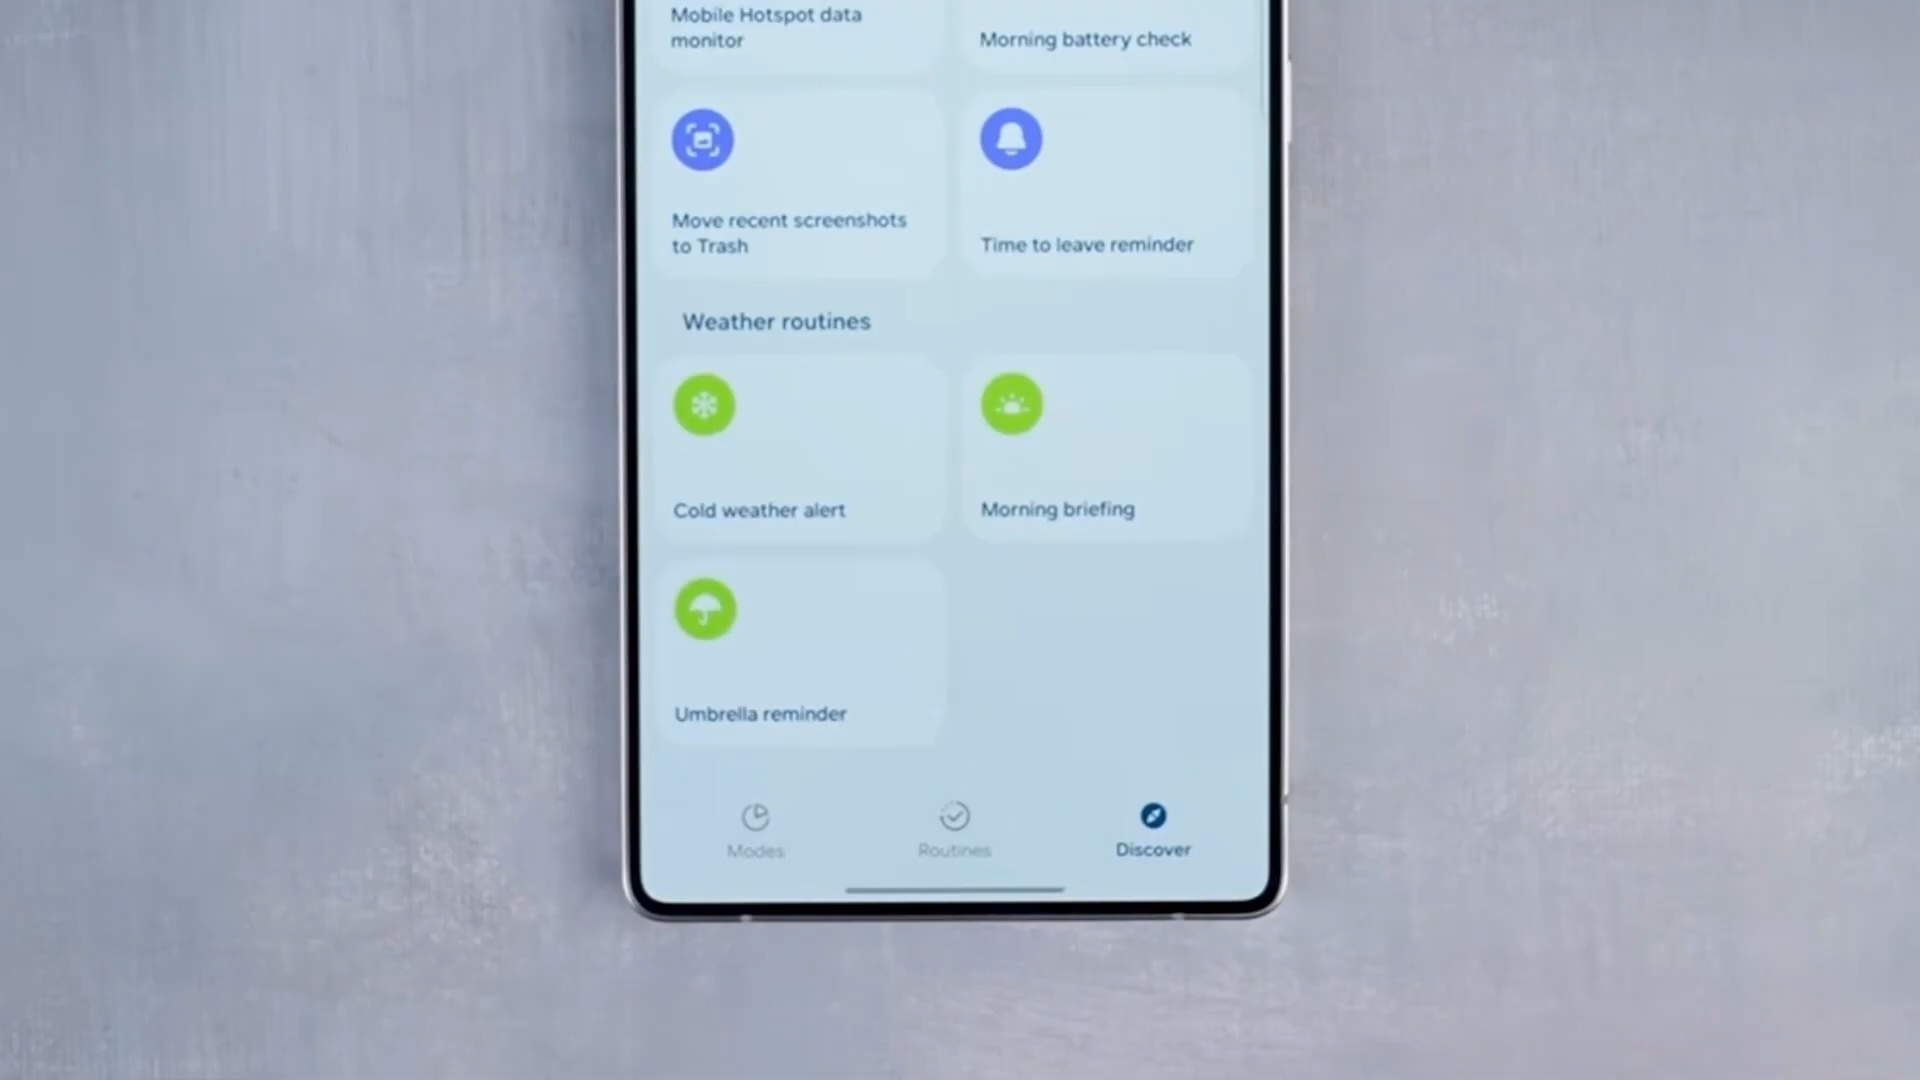 Mobile Hotspot data
monitor
Morning battery check
Move recent screenshots
to Trash
Time to leave reminder
Weather routines
Cold weather alert
Morning briefing
Umbrella reminder
Modes
Routines
Discover